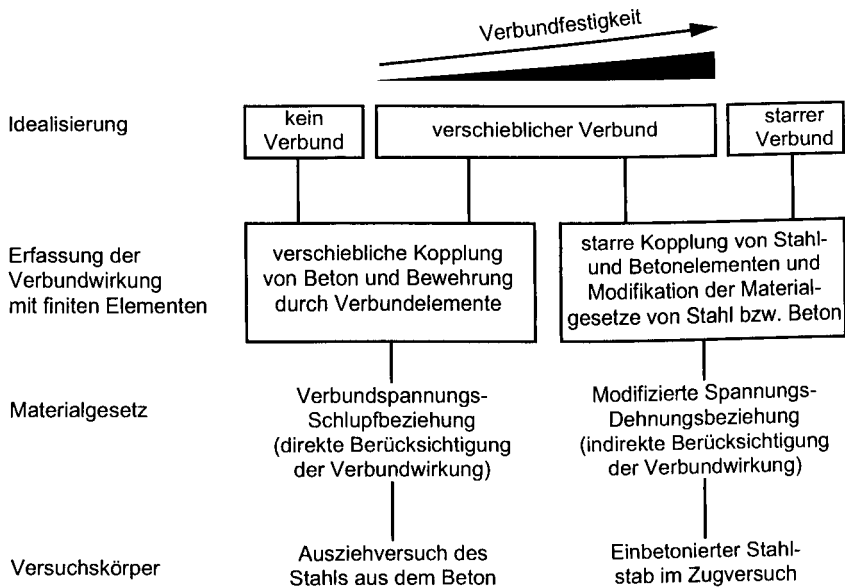 Verbundfestigkeit
Idealisierung
kein
Verbund
verschieblicher Verbund
starrer
Verbund
Erfassung der
Verbundwirkung
mit finiten Elementen
verschiebliche Kopplung
von Beton und Bewehrung
durch Verbundelemente
starre Kopplung von Stahl-
und Betonelementen und
Modifikation der Material-
gesetze von Stahl bzw. Beton
Materialgesetz
Verbundspannungs-
Schlupfbeziehung
(direkte Berücksichtigung
der Verbundwirkung)
Modifizierte Spannungs-
Dehnungsbeziehung
(indirekte Berücksichtigung
der Verbundwirkung)
Versuchskörper
Ausziehversuch des
Stahls aus dem Beton
Einbetonierter Stahl-
stab im Zugversuch